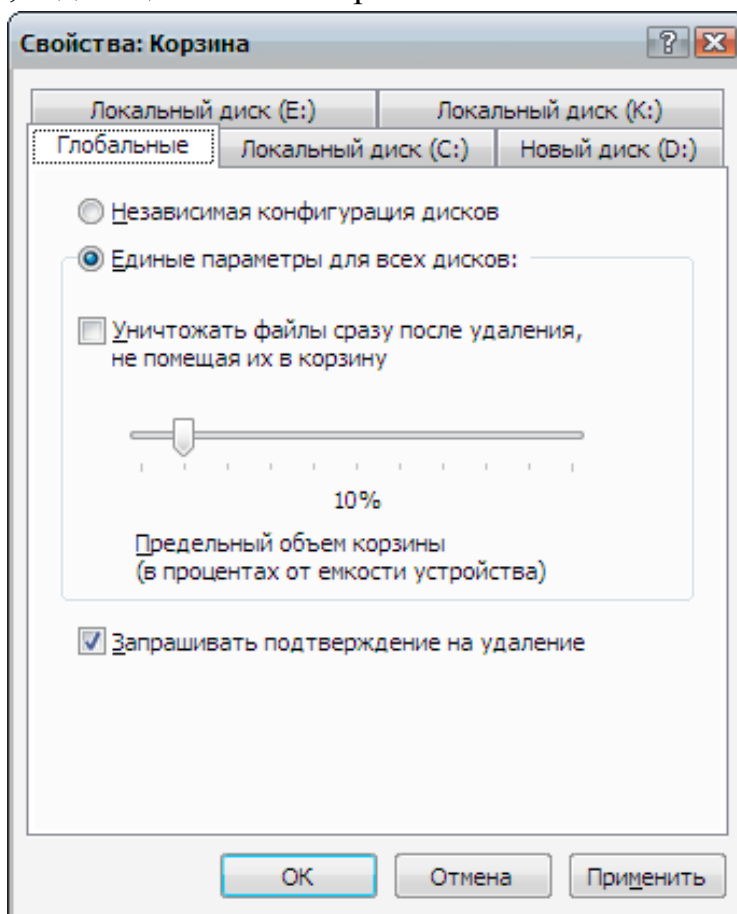 Свойства: Корзина
Локальный диск (E:) Локальный диск (K:)
Глобальные Локальный диск (C:) Новый диск (D:)
Независимая конфигурация дисков
Единые параметры для всех дисков:
Уничтожать файлы сразу после удаления,
не помещая их в корзину
10%
Предельный объем корзины
(в процентах от емкости устройства)
Запрашивать подтверждение на удаление
ОК Отмена Применить